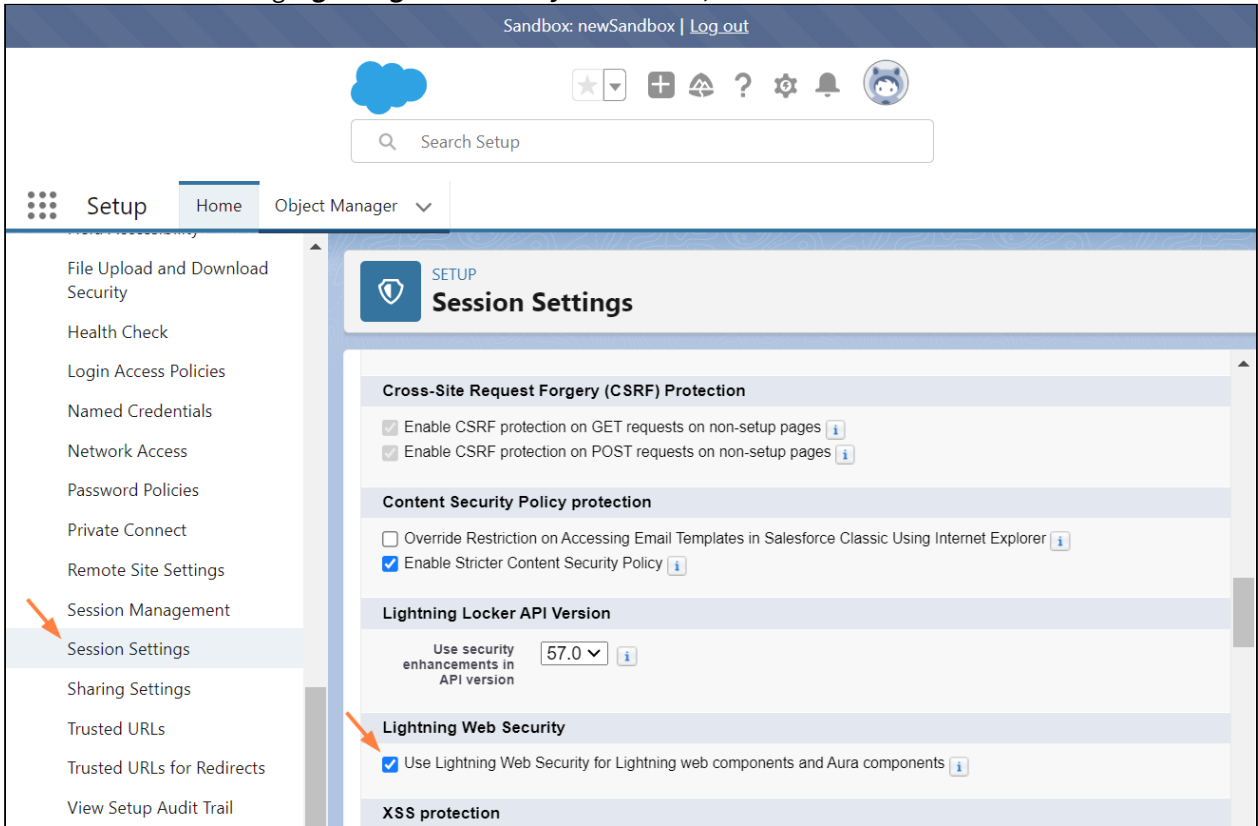 Sandbox: newSandbox | Log out
Search Setup
Setup
Home
Object Manager
File Upload and Download
Security
Health Check
Login Access Policies
Named Credentials
Network Access
Password Policies
Private Connect
Remote Site Settings
Session Management
Session Settings
Sharing Settings
Trusted URLs
Trusted URLs for Redirects
View Setup Audit Trail
SETUP
Session Settings
Cross-Site Request Forgery (CSRF) Protection
Enable CSRF protection on GET requests on non-setup pages
Enable CSRF protection on POST requests on non-setup pages
Content Security Policy protection
Override Restriction on Accessing Email Templates in Salesforce Classic Using Internet Explorer
Enable Stricter Content Security Policy
Lightning Locker API Version
Use security
enhancements in
API version
57.0
Lightning Web Security
Use Lightning Web Security for Lightning web components and Aura components
XSS protection